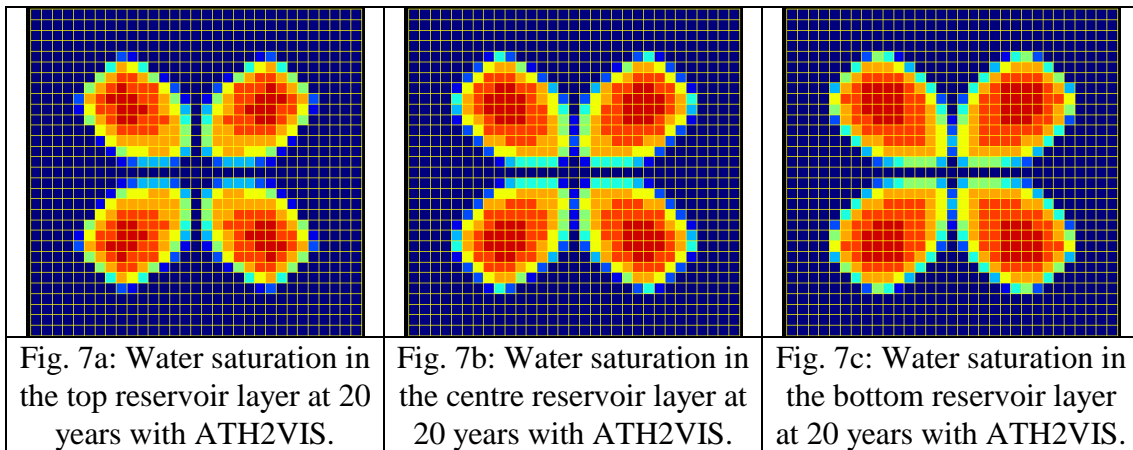 Fig. 7a: Water saturation in
the top reservoir layer at 20
years with ATH2VIS.
Fig. 7b: Water saturation in
the centre reservoir layer at
20 years with ATH2VIS.
Fig. 7c: Water saturation in
the bottom reservoir layer
at 20 years with ATH2VIS.